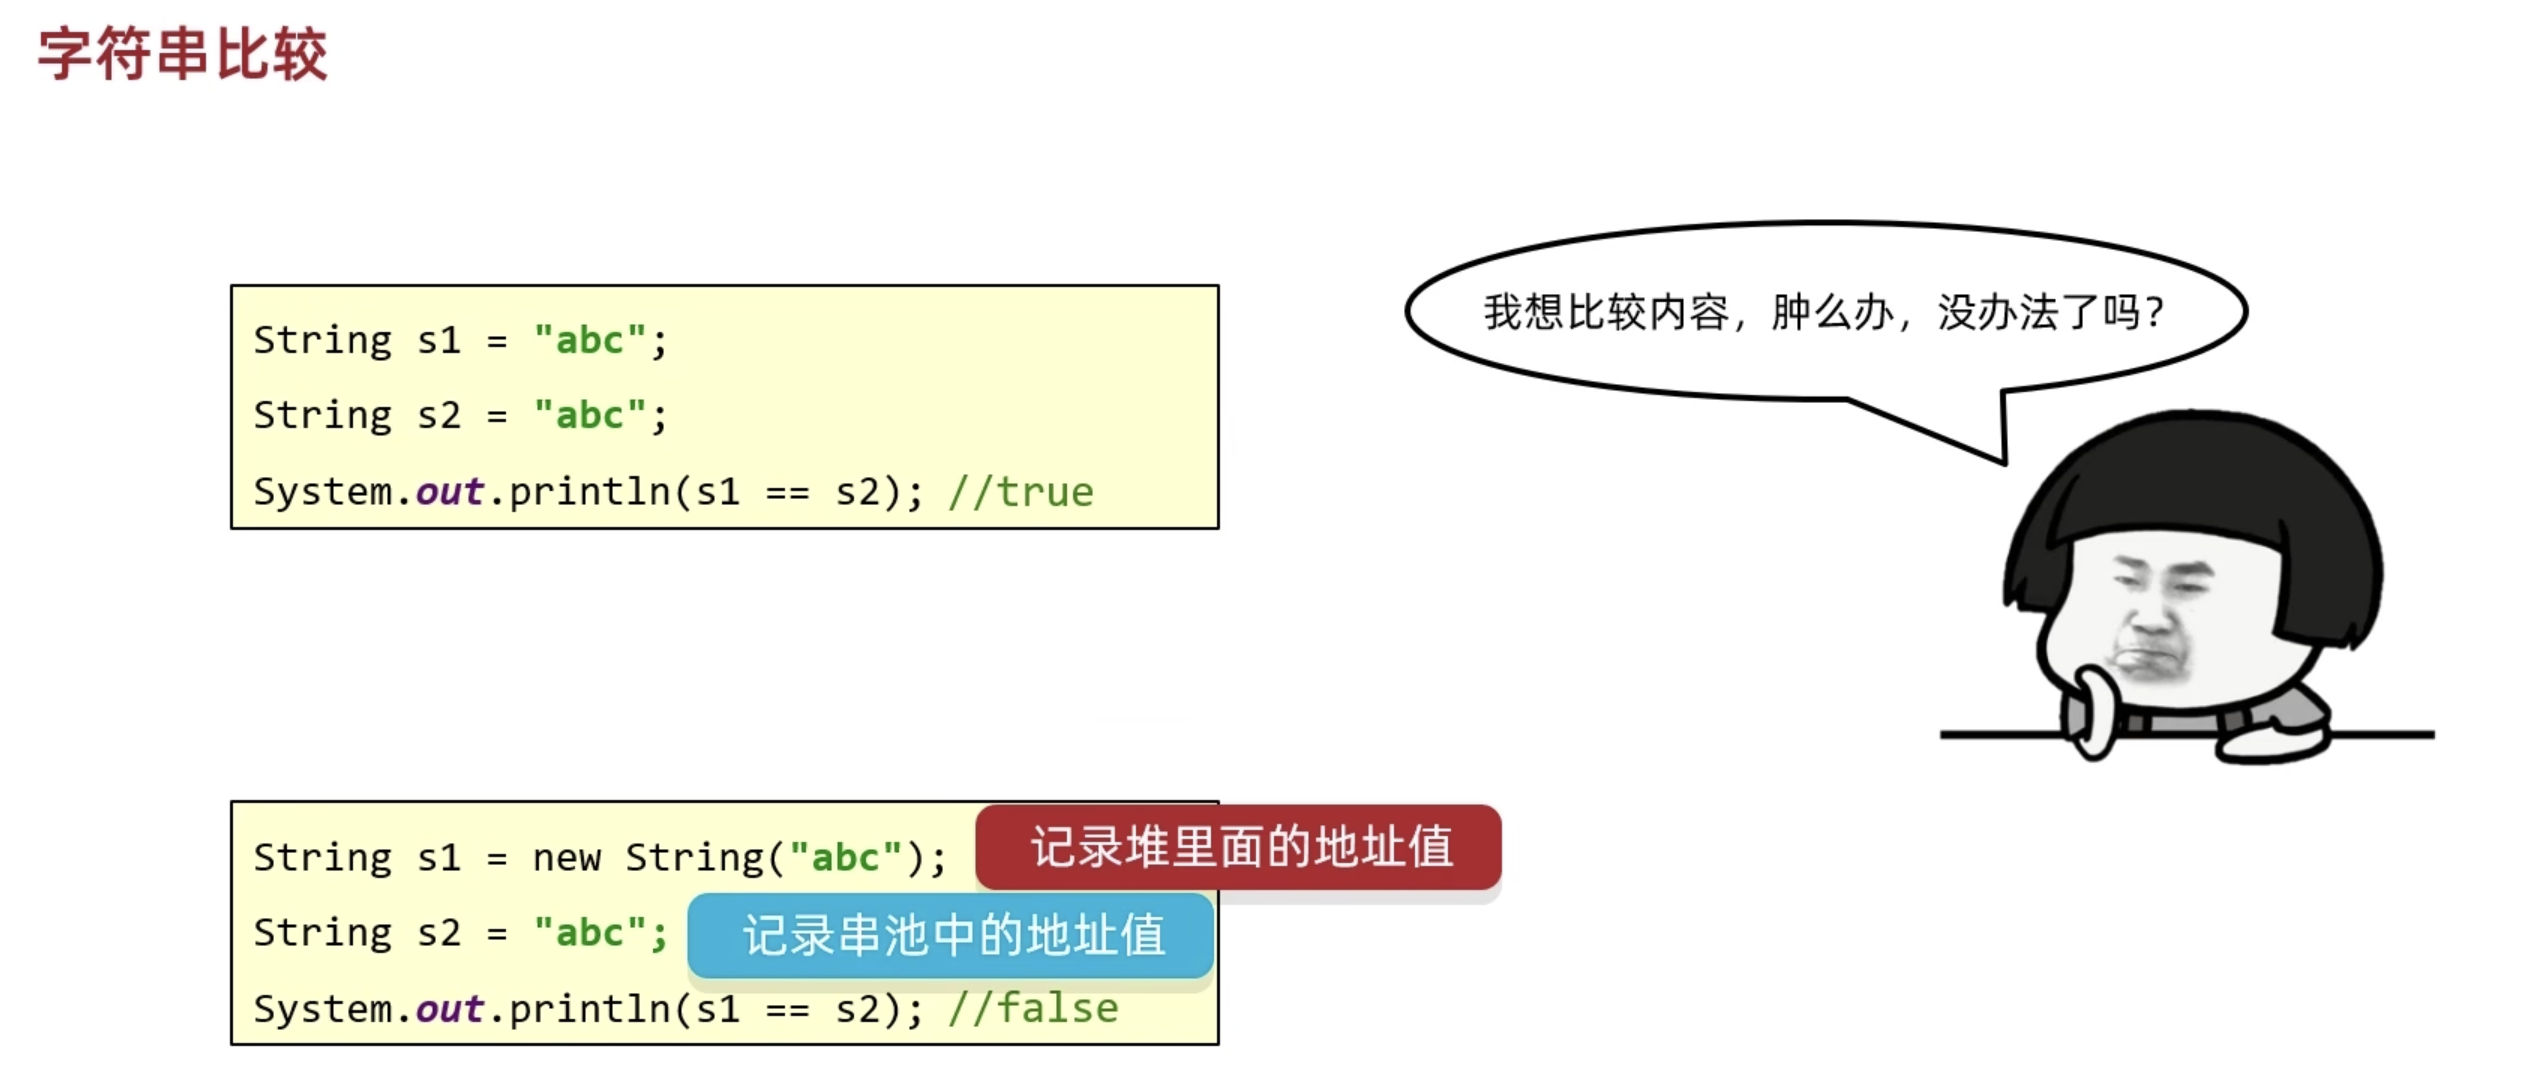 字符串比较
String s1 = "abc";
String s2 = "abc";
System.out.println(s1 == s2); //true
我想比较内容，肿么办，没办法了吗？
String s1 = new String("abc");
记录堆里面的地址值
String s2 = "abc";
记录串池中的地址值
System.out.println(s1 == s2); //false